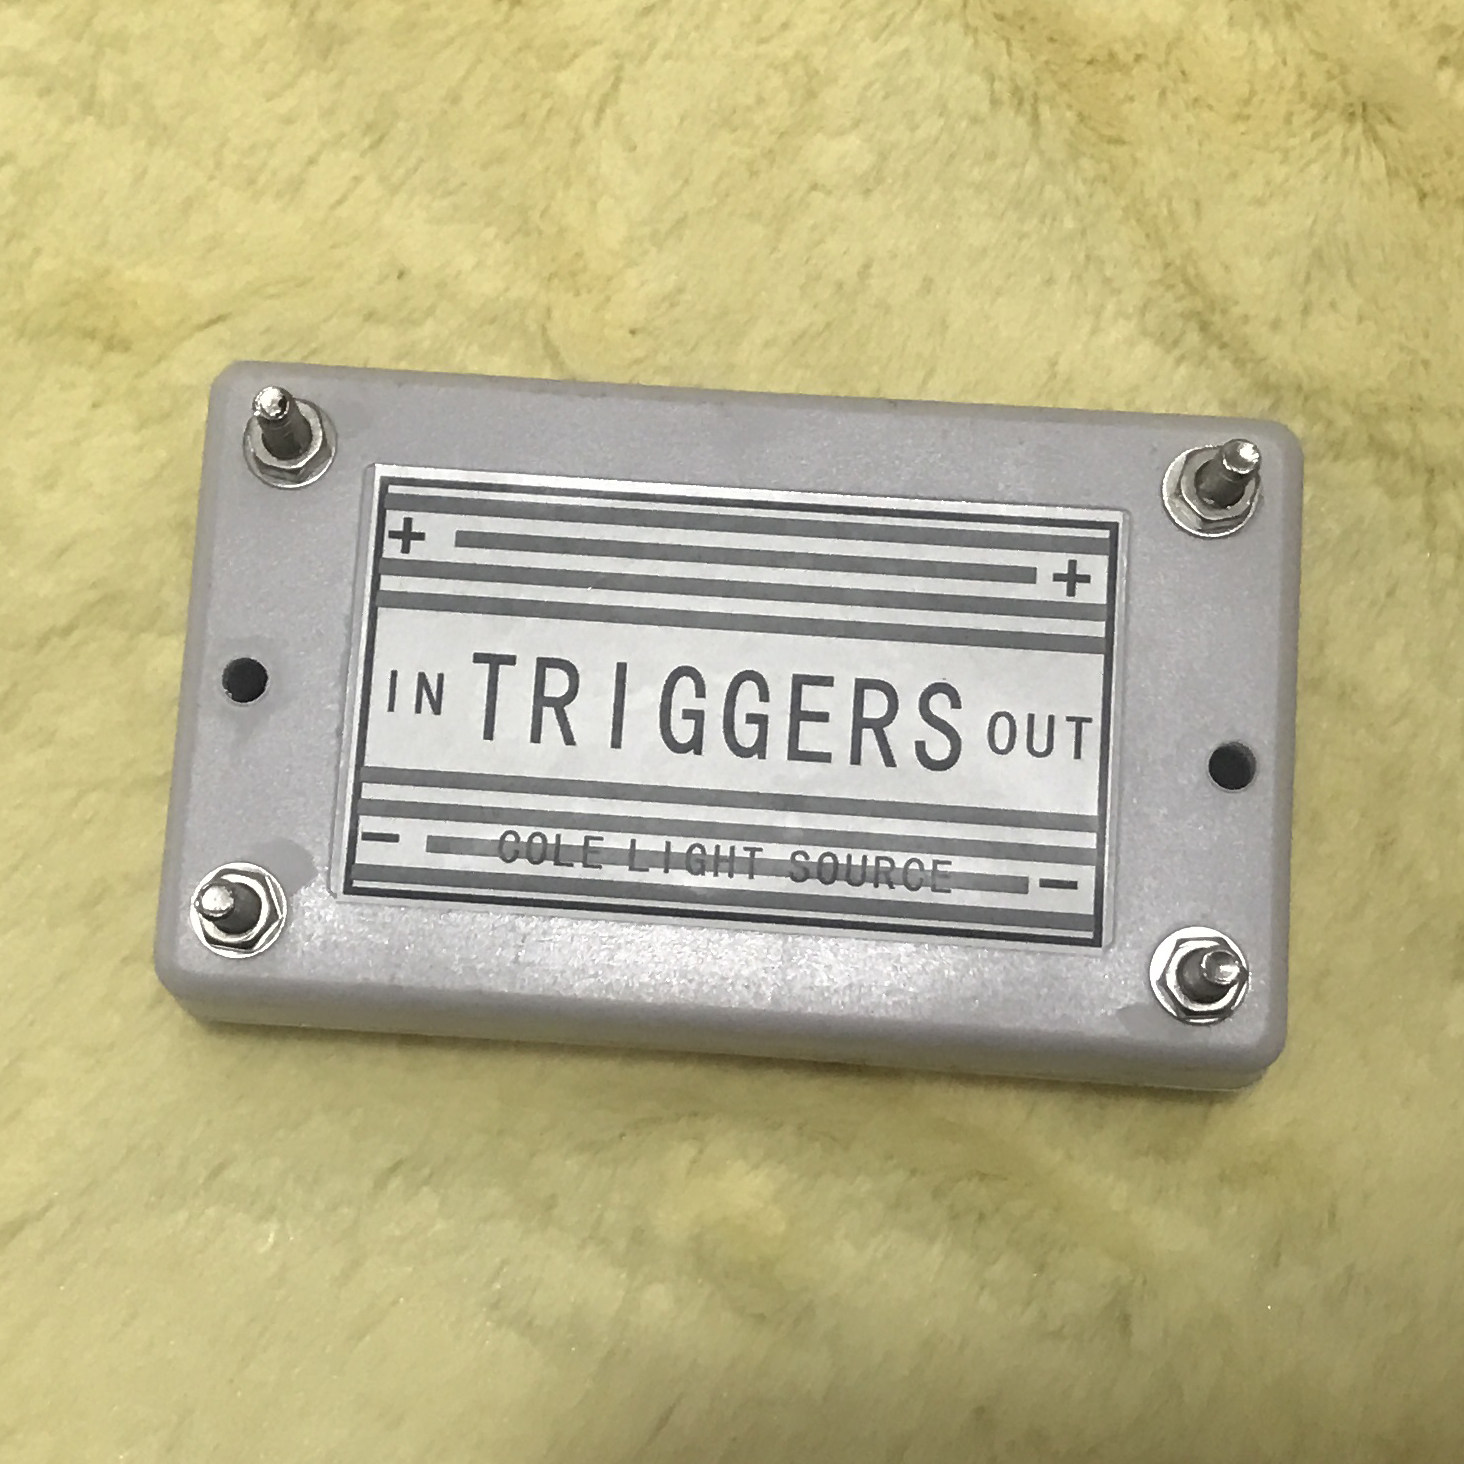 + +
IN TRIGGERS OUT
- COLE LIGHT SOURCE -